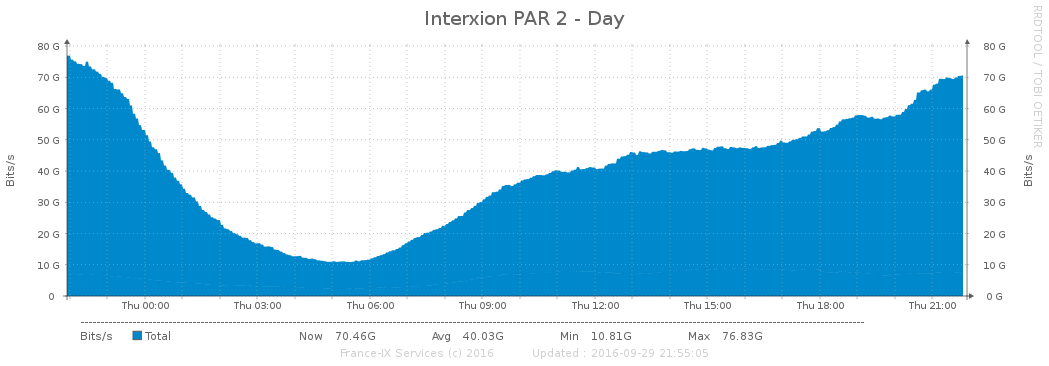 Interxion PAR 2 - Day
RRDTOOL / TOBI OETIKER
Bits/s
80 G 80 G
70 G 70 G
60 G 60 G
50 G 50 G
40 G 40 G
30 G 30 G
20 G 20 G
10 G 10 G
0 0 G
Bits/s
Thu 00:00 Thu 03:00 Thu 06:00 Thu 09:00 Thu 12:00 Thu 15:00 Thu 18:00 Thu 21:00
Bits/s Total Now 70.46G Avg 40.03G Min 10.81G Max 76.83G
France-IX Services (c) 2016 Updated : 2016-09-29 21:55:05